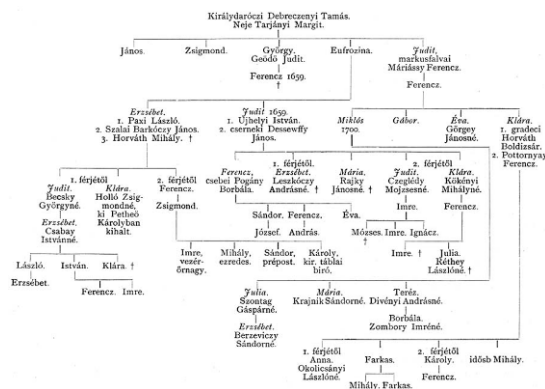 Királydaróczi Debreczenyi Tamás.
Neje Tarjányi Margit.
János. Zsigmond. György. Eufrozina. Judit,
Geödő Judit. markusfalvai
Máriássy Ferencz.
Ferencz 1659.
† Ferencz.
Erzsébet. Judit 1659. Miklós Gábor. Éva. Klára.
1. Paxi László. 1. Ujhelyi István. 1700. Görgey 1. gradeci
2. Szalai Barkóczy János. 2. cserneki Dessewffy Jánosné. Horváth
3. Horváth Mihály. † János. Boldizsár.
2. Pottornyay
Ferencz.
1. férjétől 2. férjétől
Ferencz, Erzsébet. Mária. Judit. Klára.
csebei Pogány Leszkóczy Rajky Czeglédy Kökényi
Borbála. Andrásné. † Jánosné. † Mojzsesné. Mihályné.
1. férjétől 2. férjétől
Judit. Klára. Ferencz.
Becsky Holló Zsig-
Györgyné. mondné, Zsigmond.
ki Petheö
Károlyban
kihalt.
Imre. Ferencz
Sándor. Ferencz. Éva.
József. András. Mózses. Imre. Ignácz.
†
Erzsébet.
Csabay
Istvánné.
Imre, Mihály, Sándor, Károly,
vezér- ezredes. prépost. kir. táblai
őrnagy. biró.
Imre. † Julia.
Réthey
Lászlóné. †
László. István. Klára. †
Erzsébet. Ferencz. Imre.
Julia. Mária. Teréz.
Szontag Krajnik Sándorné. Divényi Andrásné.
Gáspárné.
Erzsébet. Borbála.
Berzeviczy Zombory Imréné.
Sándorné.
1. férjétől 2. férjétől
Anna. Farkas. Károly. idősb Mihály.
Okolicsányi
Lászlóné. Ferencz.
Mihály. Farkas.